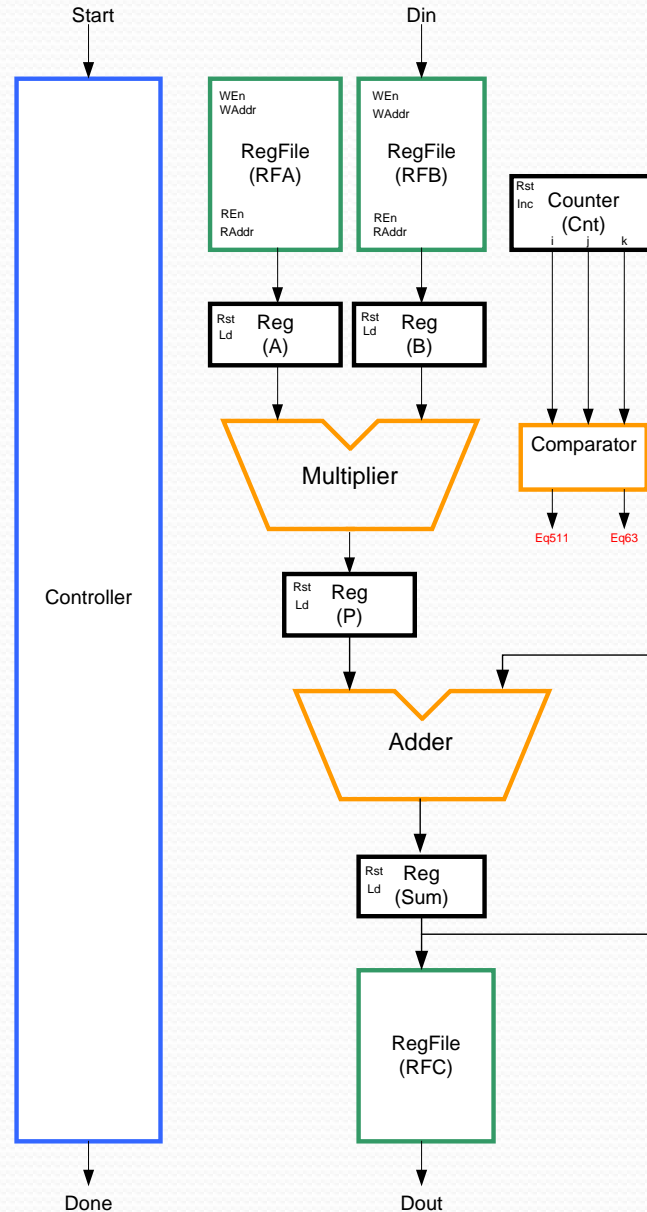 Start
Din
WEn
WAddr
RegFile
(RFA)
REn
RAddr
WEn
WAddr
RegFile
(RFB)
REn
RAddr
Rst
Inc
Counter
(Cnt)
i
j
k
Rst
Ld
Reg
(A)
Rst
Ld
Reg
(B)
Multiplier
Comparator
Eq511
Eq63
Controller
Rst
Ld
Reg
(P)
Adder
Rst
Ld
Reg
(Sum)
RegFile
(RFC)
Done
Dout